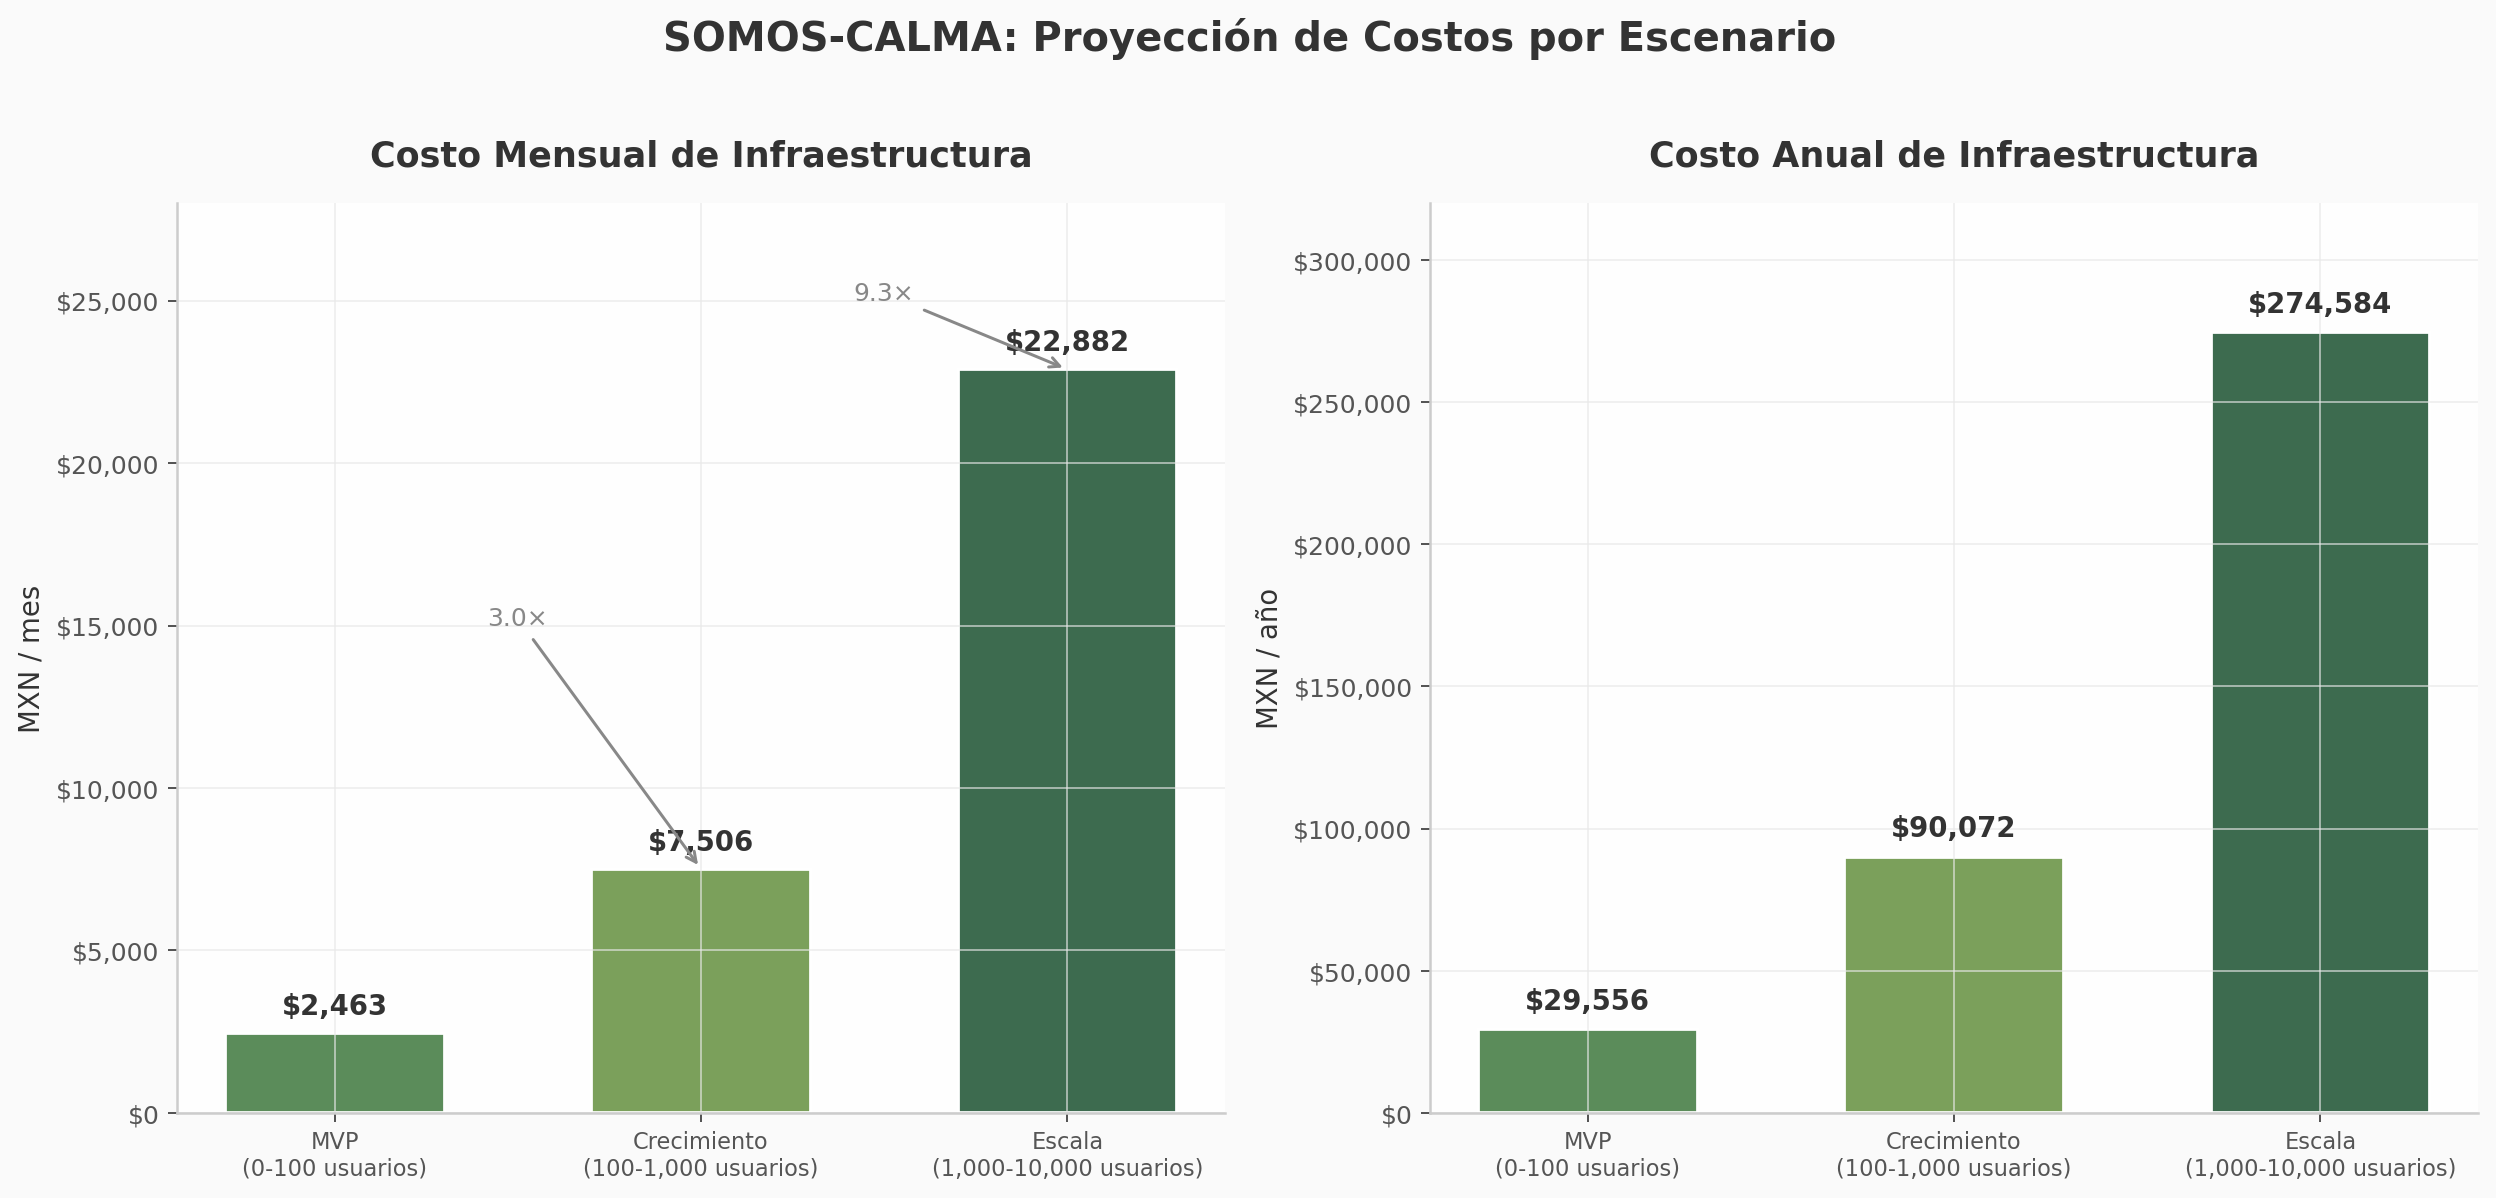 SOMOS-CALMA: Proyección de Costos por Escenario
Costo Mensual de Infraestructura
MXN / mes
$25,000
$20,000
$15,000
$10,000
$5,000
$0
9.3×
3.0×
$2,463
$7,506
$22,882
MVP
(0-100 usuarios)
Crecimiento
(100-1,000 usuarios)
Escala
(1,000-10,000 usuarios)
Costo Anual de Infraestructura
MXN / año
$300,000
$250,000
$200,000
$150,000
$100,000
$50,000
$0
$29,556
$90,072
$274,584
MVP
(0-100 usuarios)
Crecimiento
(100-1,000 usuarios)
Escala
(1,000-10,000 usuarios)